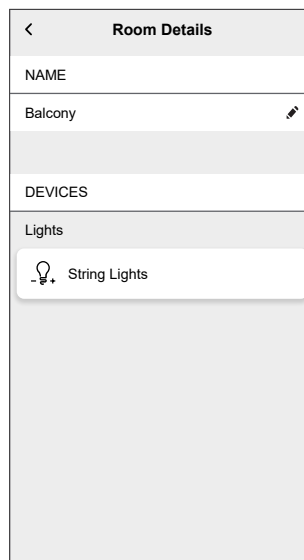 Room Details
NAME
Balcony
DEVICES
Lights
String Lights